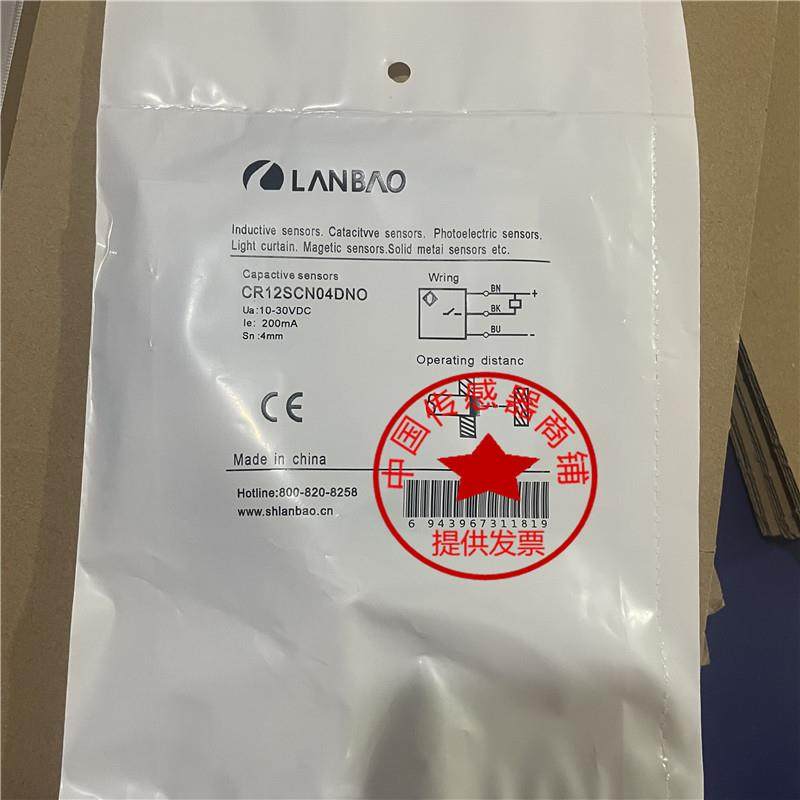 LANBAO
Inductive sensors. Catacitvve sensors. Photoelectric sensors.
Light curtain. Magetic sensors.Solid metai sensors etc.
Capactive sensors
CR12SCN04DNO
Ua:10-30VDC
Ie: 200mA
Sn:4mm
Wring
BN
+
BK
BU
-
Operating distanc
CE
Made in china
Hotline:800-820-8258
www.shlanbao.cn
中国传感器商铺
6 943967311819
提供发票